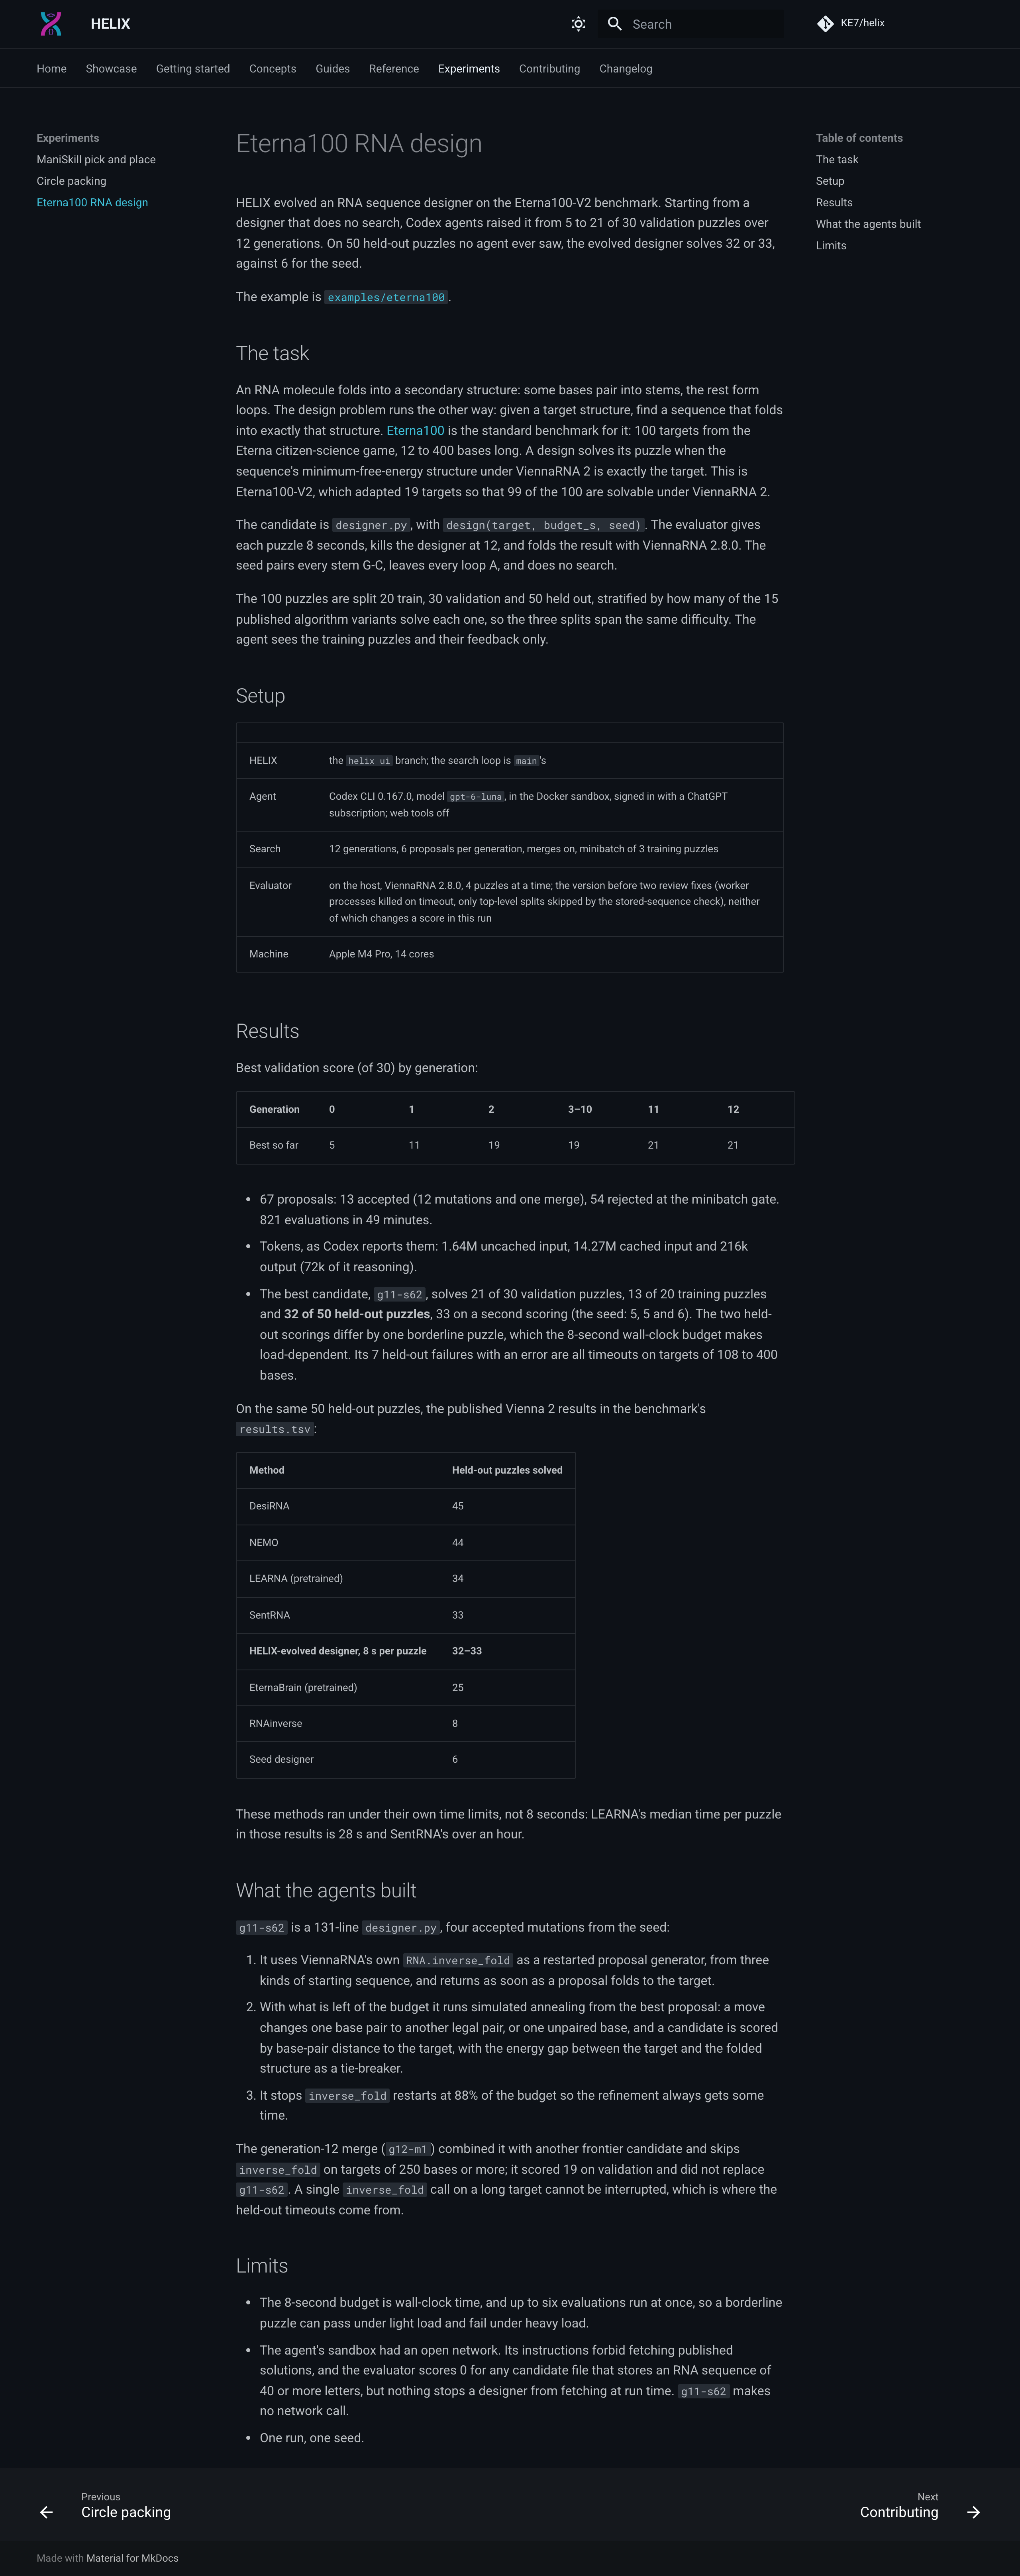 HELIX
Search
KE7/helix
Home Showcase Getting started Concepts Guides Reference Experiments Contributing Changelog
Experiments
ManiSkill pick and place
Circle packing
Eterna100 RNA design
Table of contents
The task
Setup
Results
What the agents built
Limits
Eterna100 RNA design
HELIX evolved an RNA sequence designer on the Eterna100-V2 benchmark. Starting from a
designer that does no search, Codex agents raised it from 5 to 21 of 30 validation puzzles over
12 generations. On 50 held-out puzzles no agent ever saw, the evolved designer solves 32 or 33,
against 6 for the seed.
The example is examples/eterna100.
The task
An RNA molecule folds into a secondary structure: some bases pair into stems, the rest form
loops. The design problem runs the other way: given a target structure, find a sequence that folds
into exactly that structure. Eterna100 is the standard benchmark for it: 100 targets from the
Eterna citizen-science game, 12 to 400 bases long. A design solves its puzzle when the
sequence's minimum-free-energy structure under ViennaRNA 2 is exactly the target. This is
Eterna100-V2, which adapted 19 targets so that 99 of the 100 are solvable under ViennaRNA 2.
The candidate is designer.py, with design(target, budget_s, seed). The evaluator gives
each puzzle 8 seconds, kills the designer at 12, and folds the result with ViennaRNA 2.8.0. The
seed pairs every stem G-C, leaves every loop A, and does no search.
The 100 puzzles are split 20 train, 30 validation and 50 held out, stratified by how many of the 15
published algorithm variants solve each one, so the three splits span the same difficulty. The
agent sees the training puzzles and their feedback only.
Setup
HELIX the helix ui branch; the search loop is main's
Agent Codex CLI 0.167.0, model gpt-6-luna, in the Docker sandbox, signed in with a ChatGPT
subscription; web tools off
Search 12 generations, 6 proposals per generation, merges on, minibatch of 3 training puzzles
Evaluator on the host, ViennaRNA 2.8.0, 4 puzzles at a time; the version before two review fixes (worker
processes killed on timeout, only top-level splits skipped by the stored-sequence check), neither
of which changes a score in this run
Machine Apple M4 Pro, 14 cores
Results
Best validation score (of 30) by generation:
Generation 0 1 2 3–10 11 12
Best so far 5 11 19 19 21 21
• 67 proposals: 13 accepted (12 mutations and one merge), 54 rejected at the minibatch gate.
821 evaluations in 49 minutes.
• Tokens, as Codex reports them: 1.64M uncached input, 14.27M cached input and 216k
output (72k of it reasoning).
• The best candidate, g11-s62, solves 21 of 30 validation puzzles, 13 of 20 training puzzles
and 32 of 50 held-out puzzles, 33 on a second scoring (the seed: 5, 5 and 6). The two held-
out scorings differ by one borderline puzzle, which the 8-second wall-clock budget makes
load-dependent. Its 7 held-out failures with an error are all timeouts on targets of 108 to 400
bases.
On the same 50 held-out puzzles, the published Vienna 2 results in the benchmark's
results.tsv:
Method Held-out puzzles solved
DesiRNA 45
NEMO 44
LEARNA (pretrained) 34
SentRNA 33
HELIX-evolved designer, 8 s per puzzle 32–33
EternaBrain (pretrained) 25
RNAinverse 8
Seed designer 6
These methods ran under their own time limits, not 8 seconds: LEARNA's median time per puzzle
in those results is 28 s and SentRNA's over an hour.
What the agents built
g11-s62 is a 131-line designer.py, four accepted mutations from the seed:
1. It uses ViennaRNA's own RNA.inverse_fold as a restarted proposal generator, from three
kinds of starting sequence, and returns as soon as a proposal folds to the target.
2. With what is left of the budget it runs simulated annealing from the best proposal: a move
changes one base pair to another legal pair, or one unpaired base, and a candidate is scored
by base-pair distance to the target, with the energy gap between the target and the folded
structure as a tie-breaker.
3. It stops inverse_fold restarts at 88% of the budget so the refinement always gets some
time.
The generation-12 merge (g12-m1) combined it with another frontier candidate and skips
inverse_fold on targets of 250 bases or more; it scored 19 on validation and did not replace
g11-s62. A single inverse_fold call on a long target cannot be interrupted, which is where the
held-out timeouts come from.
Limits
• The 8-second budget is wall-clock time, and up to six evaluations run at once, so a borderline
puzzle can pass under light load and fail under heavy load.
• The agent's sandbox had an open network. Its instructions forbid fetching published
solutions, and the evaluator scores 0 for any candidate file that stores an RNA sequence of
40 or more letters, but nothing stops a designer from fetching at run time. g11-s62 makes
no network call.
• One run, one seed.
Previous
Circle packing
Next
Contributing
Made with Material for MkDocs